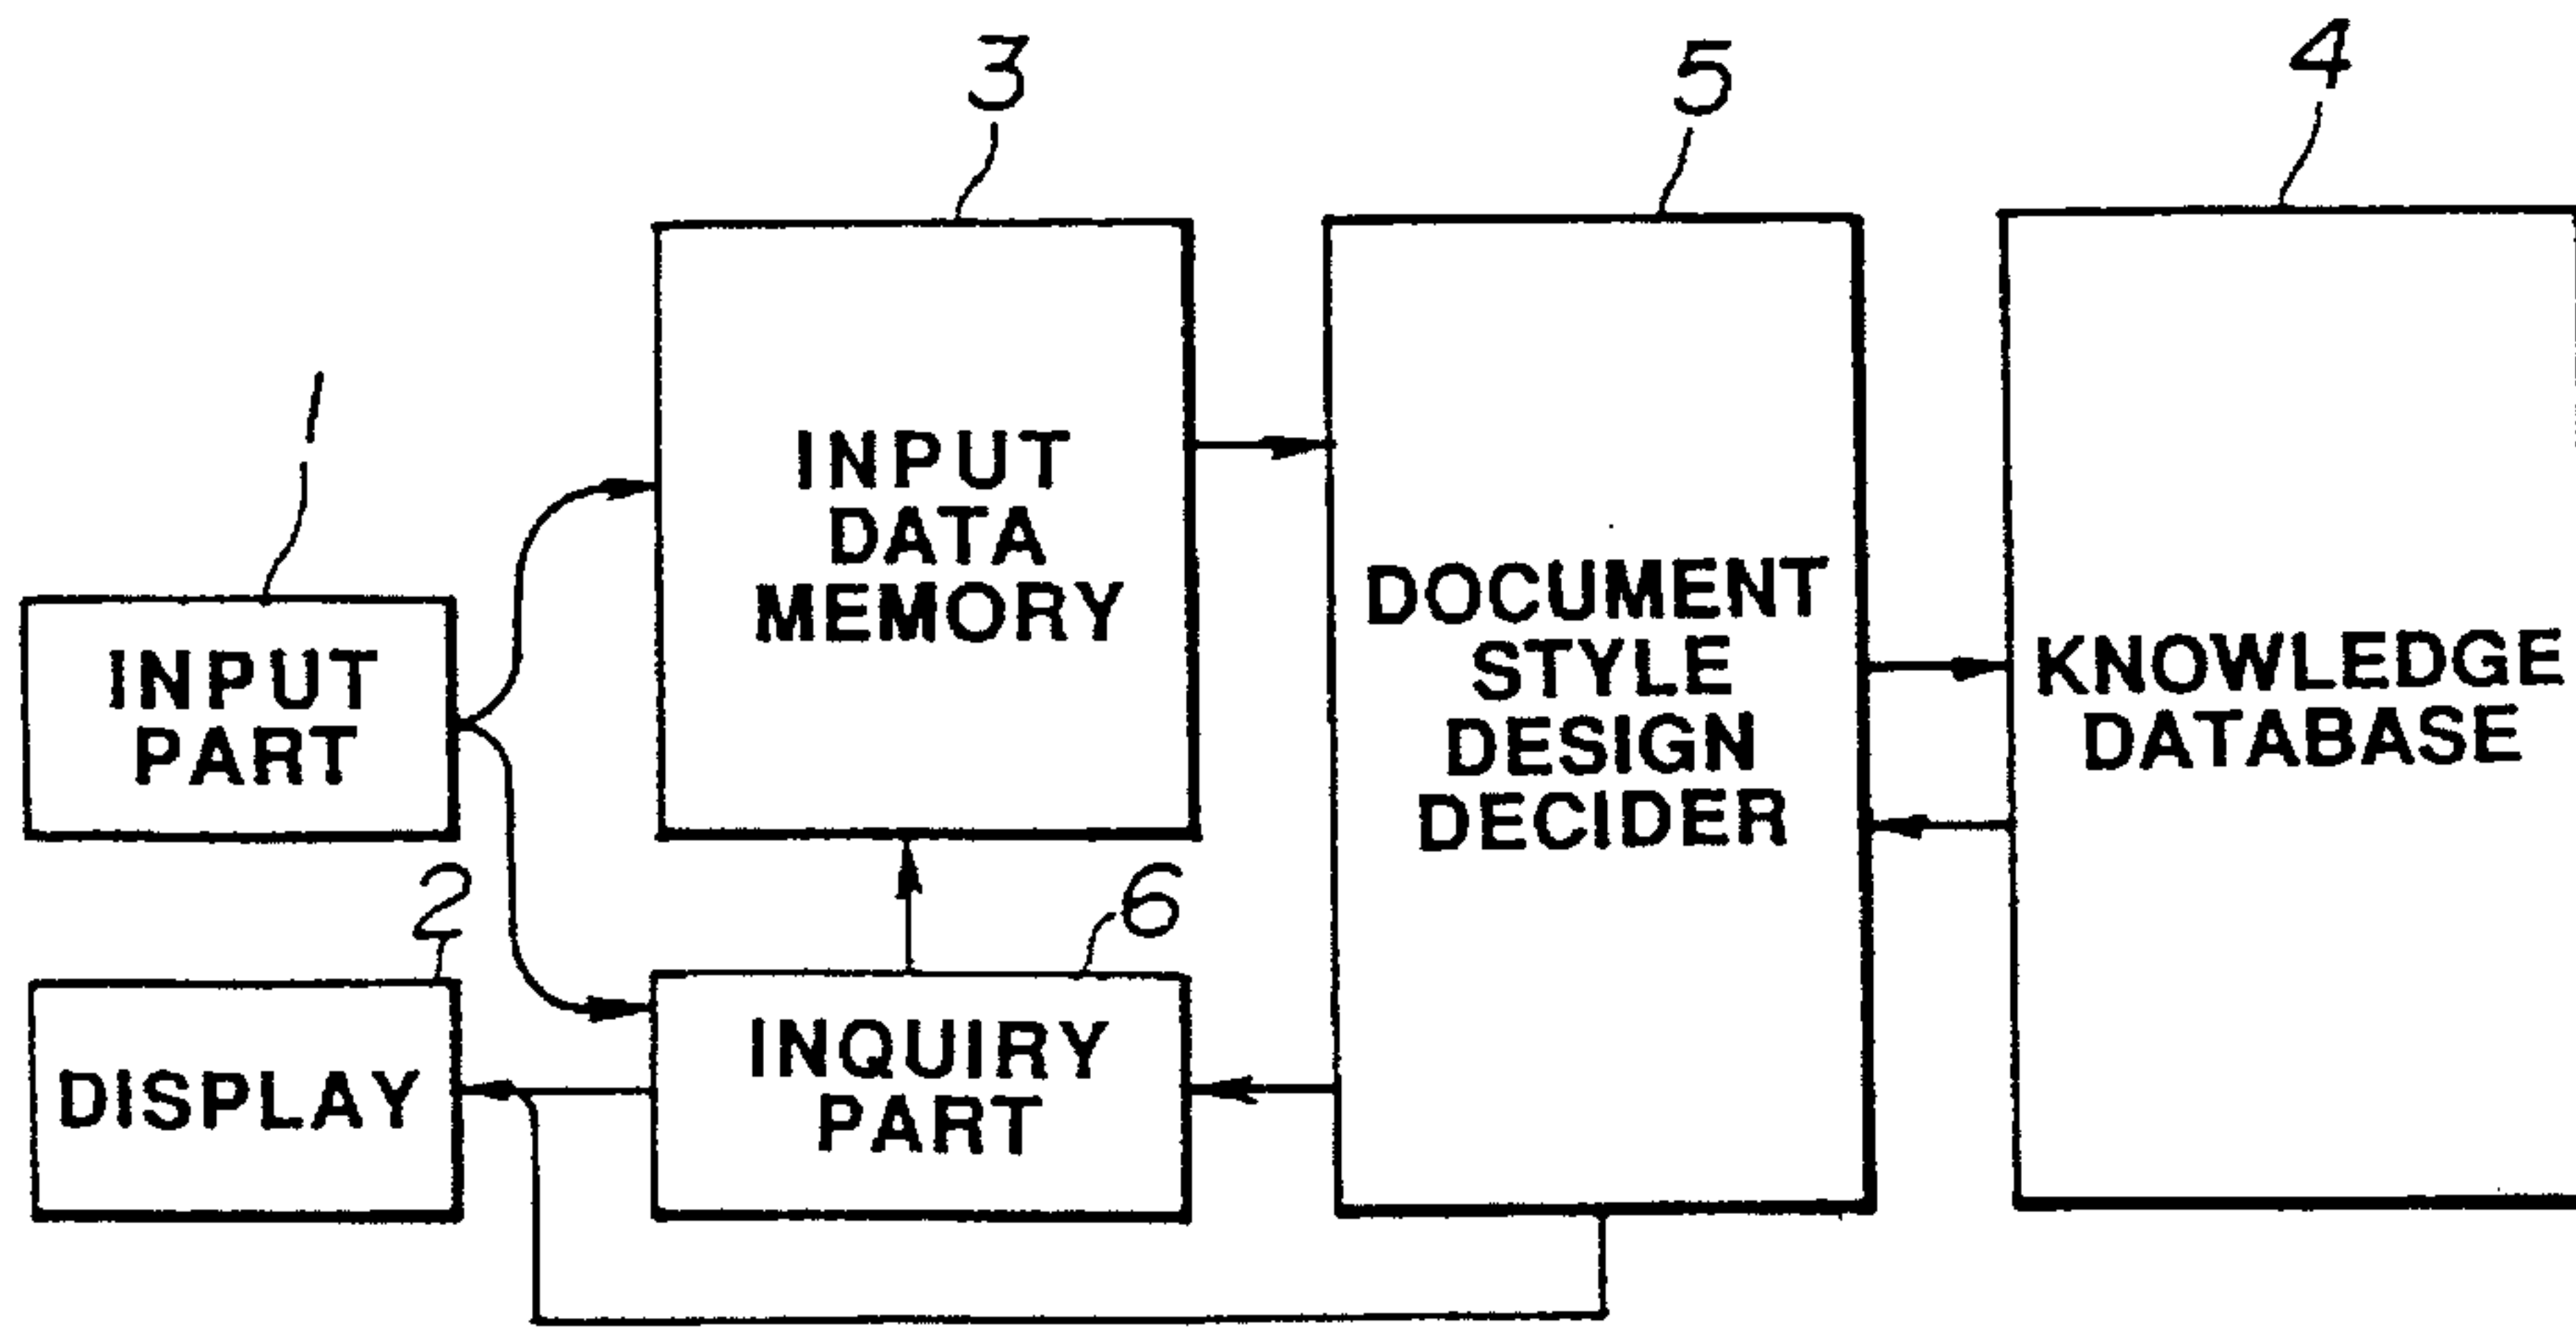 3
5
4
1
INPUT
DATA
MEMORY
DOCUMENT
STYLE
DESIGN
DECIDER
KNOWLEDGE
DATABASE
INPUT
PART
2
6
DISPLAY
INQUIRY
PART